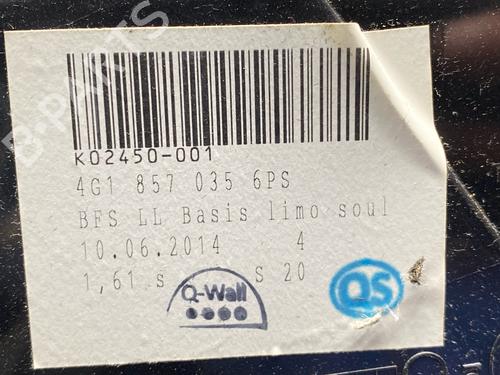 B-PARTS
K02450-001
4G1 857 035 6PS
BFS LL Basis limo soul
10.06.2014 4
1,61 s S 20
Q-Wall
QS